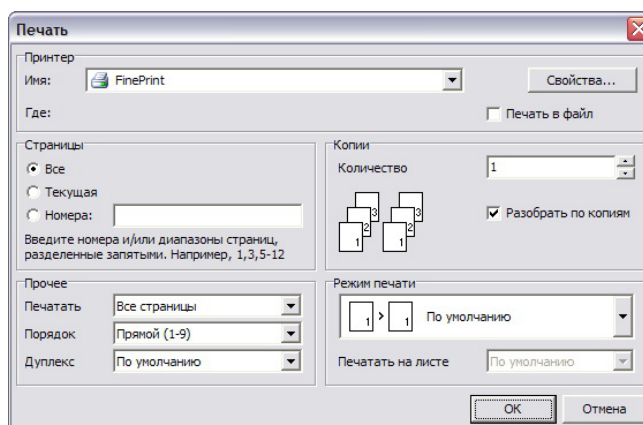 Печать
Принтер
Имя: FinePrint Свойства...
Где: Печать в файл
Страницы
Все
Текущая
Номера:
Введите номера и/или диапазоны страниц,
разделенные запятыми. Например, 1,3,5-12
Копии
Количество 1
3 3
2 2
1 1
Разобрать по копиям
Прочее
Печатать Все страницы
Порядок Прямой (1-9)
Дуплекс По умолчанию
Режим печати
1 > 1 По умолчанию
Печатать на листе По умолчанию
OK Отмена